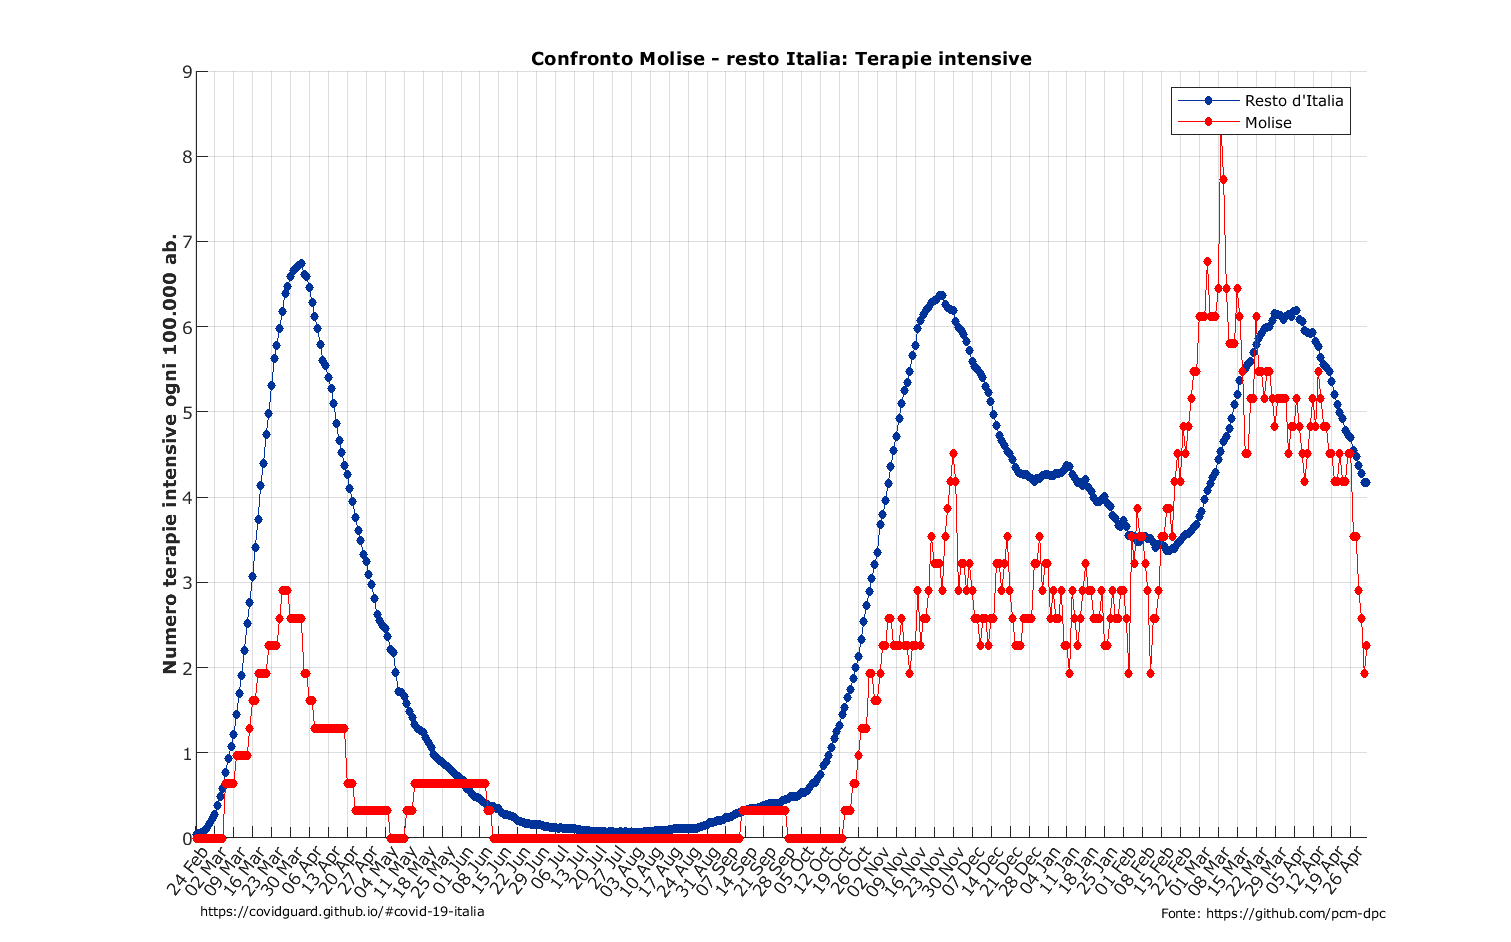 Confronto Molise - resto Italia: Terapie intensive
Resto d'Italia
Molise
Numero terapie intensive ogni 100.000 ab.
9
8
7
6
5
4
3
2
1
0
24 Feb
02 Mar
09 Mar
16 Mar
23 Mar
30 Mar
06 Apr
13 Apr
20 Apr
27 Apr
04 May
11 May
18 May
25 May
01 Jun
08 Jun
15 Jun
22 Jun
29 Jun
06 Jul
13 Jul
20 Jul
27 Jul
03 Aug
10 Aug
17 Aug
24 Aug
31 Aug
07 Sep
14 Sep
21 Sep
28 Sep
05 Oct
12 Oct
19 Oct
26 Oct
02 Nov
09 Nov
16 Nov
23 Nov
30 Nov
07 Dec
14 Dec
21 Dec
28 Dec
04 Jan
11 Jan
18 Jan
25 Jan
01 Feb
08 Feb
15 Feb
22 Feb
01 Mar
08 Mar
15 Mar
22 Mar
29 Mar
05 Apr
12 Apr
19 Apr
26 Apr
https://covidguard.github.io/#covid-19-italia
Fonte: https://github.com/pcm-dpc